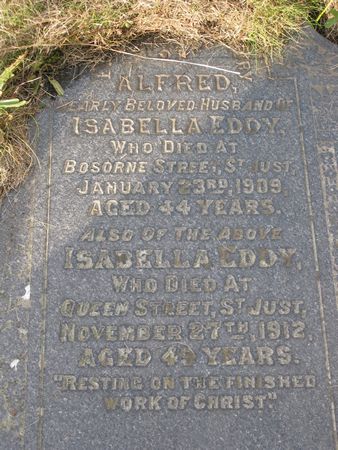 ALFRED,
DEARLY BELOVED HUSBAND OF
ISABELLA EDDY,
WHO DIED AT
BOSORNE STREET, ST JUST,
JANUARY 23RD, 1909,
AGED 44 YEARS.
ALSO OF THE ABOVE
ISABELLA EDDY,
WHO DIED AT
QUEEN STREET, ST JUST,
NOVEMBER 27TH, 1912,
AGED 49 YEARS.
"RESTING ON THE FINISHED
WORK OF CHRIST."